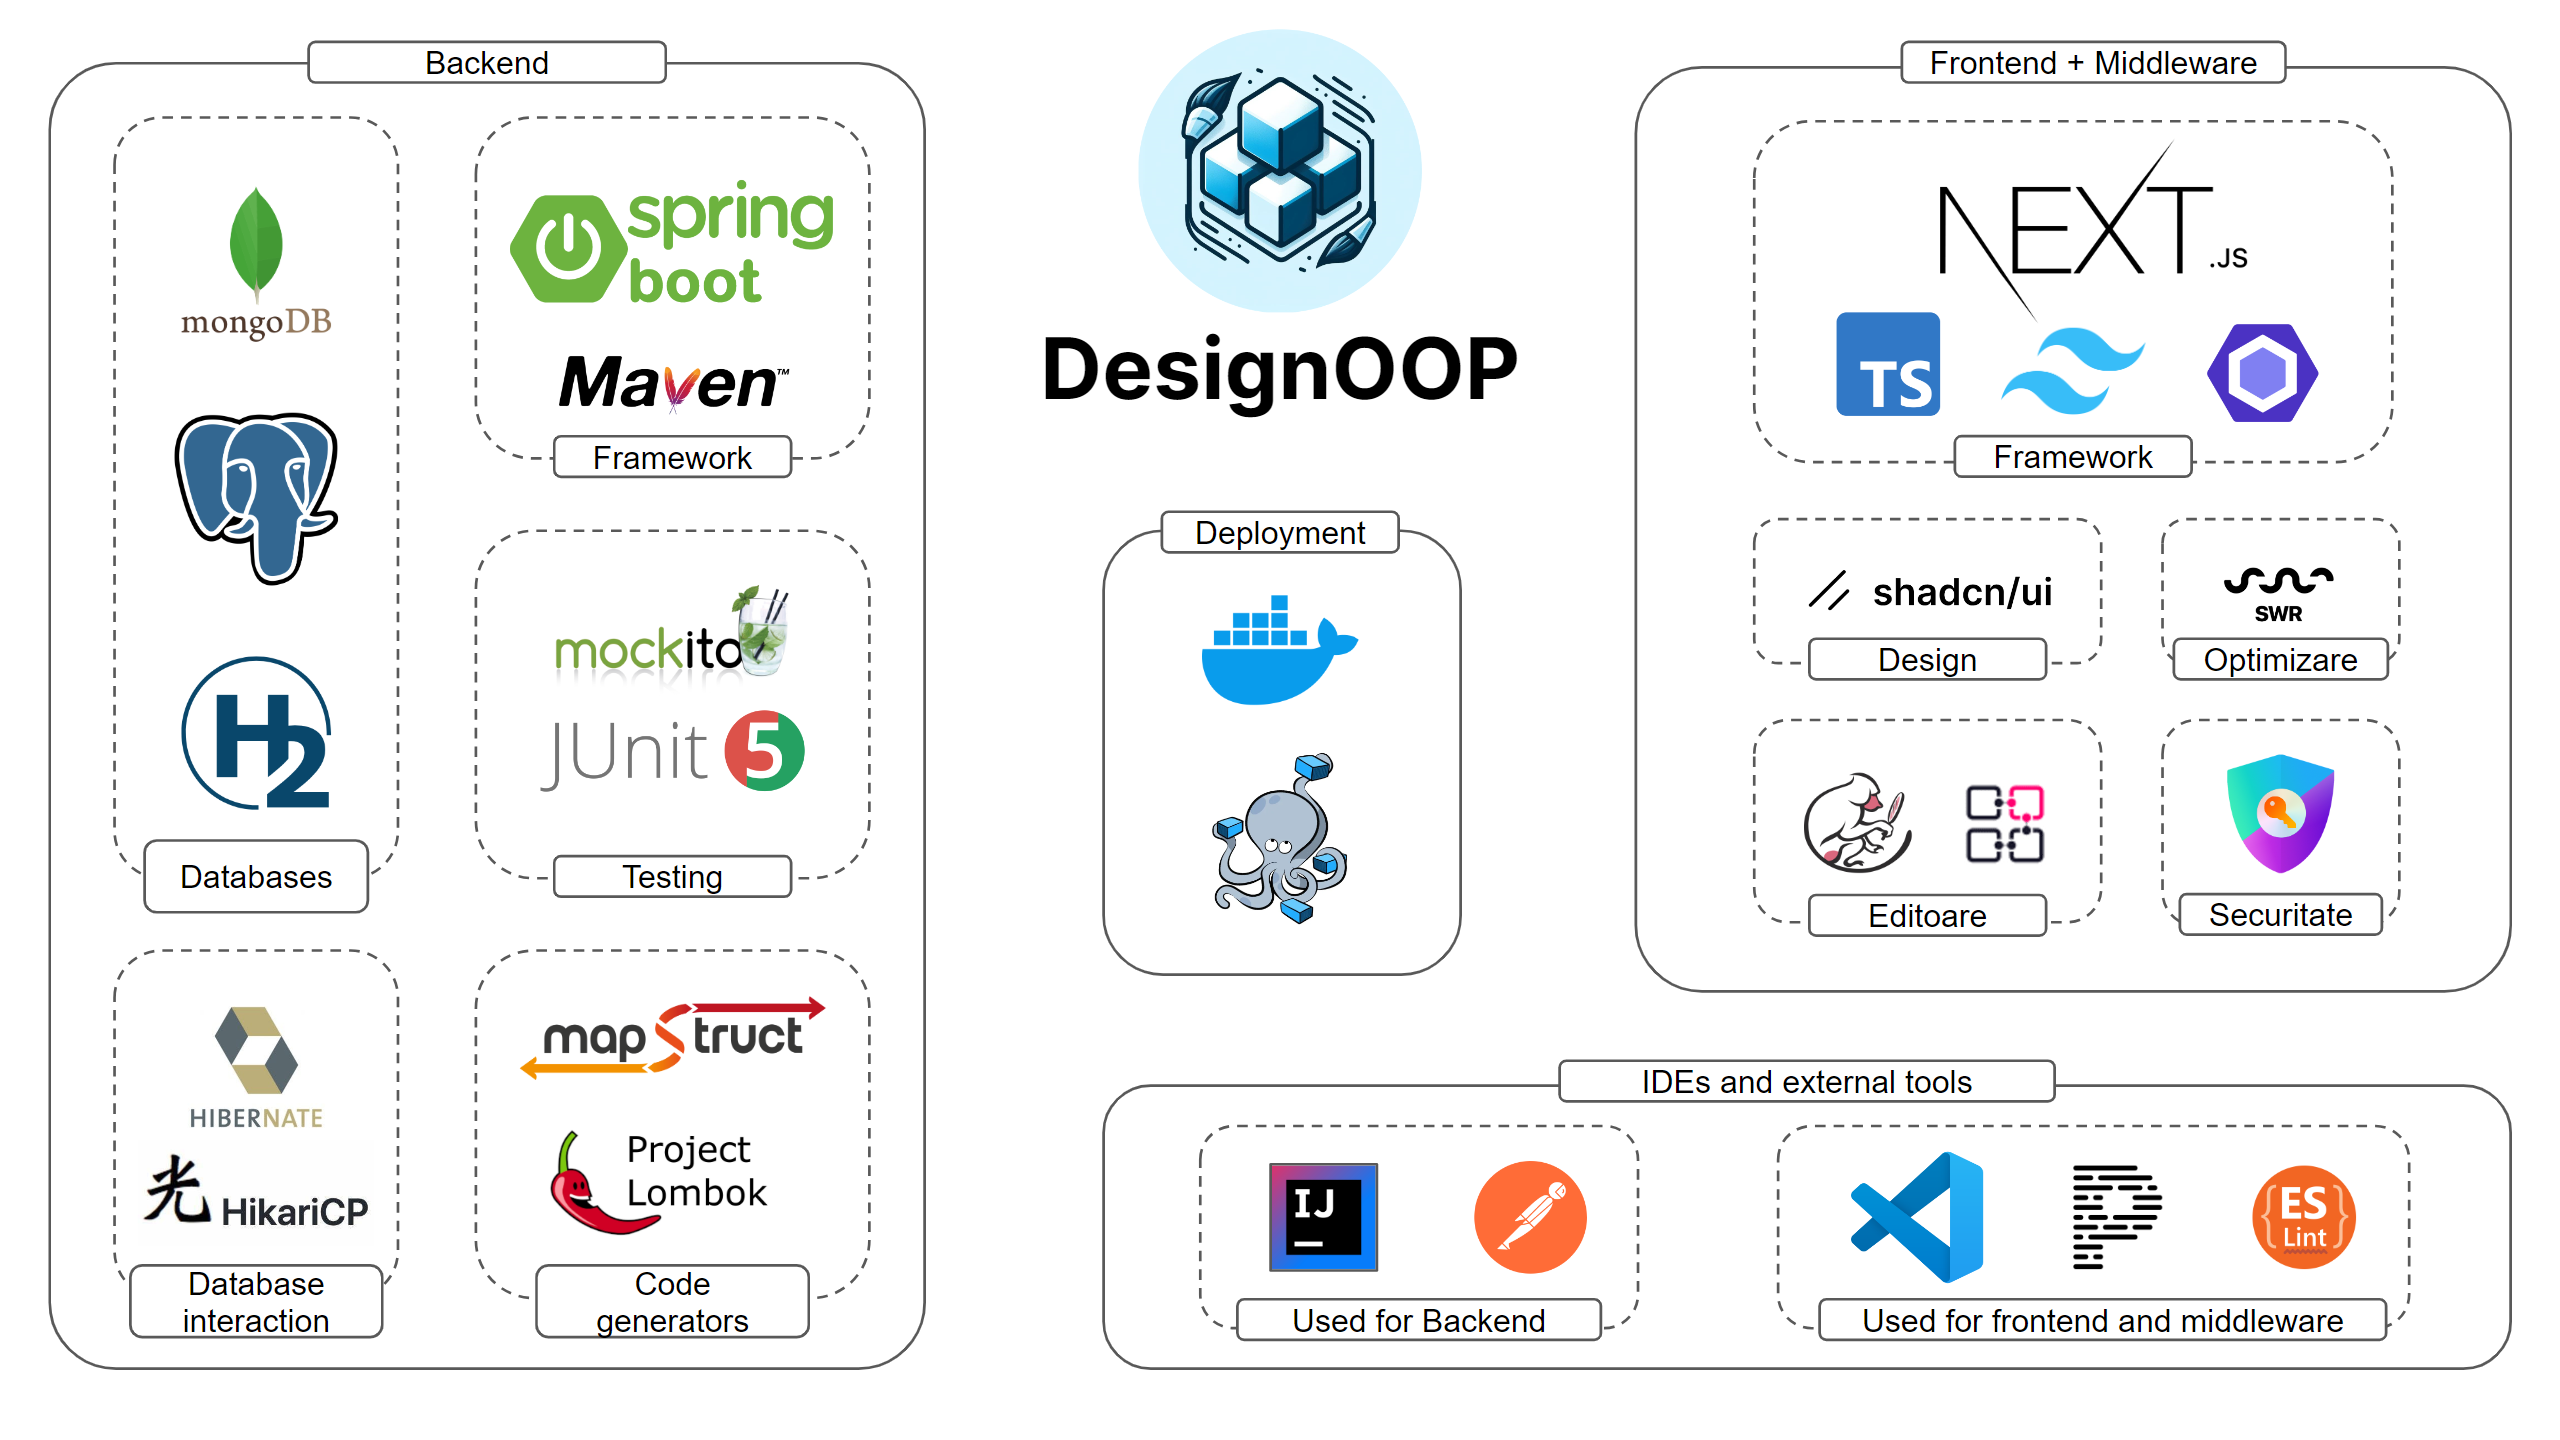 Backend
mongoDB
H2
Databases
spring
boot
Maven™
Framework
mockito
JUnit 5
Testing
HIBERNATE
光 HikariCP
Database
interaction
mapStruct
Project
Lombok
Code
generators
DesignOOP
Deployment
Frontend + Middleware
NEXT.JS
TS
Framework
shadcn/ui
Design
SWR
Optimizare
Editoare
Securitate
IDEs and external tools
IJ
Used for Backend
{ES}
Lint
Used for frontend and middleware